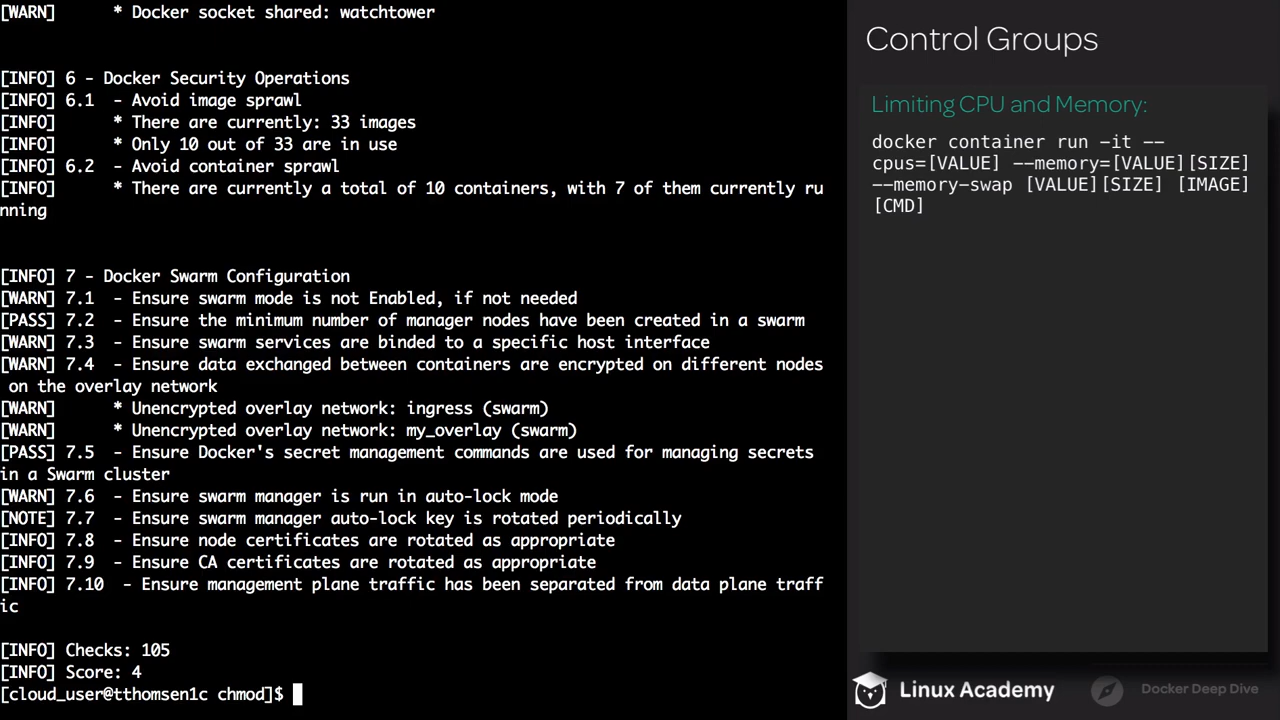 [WARN]      * Docker socket shared: watchtower
[INFO] 6 - Docker Security Operations
[INFO] 6.1  - Avoid image sprawl
[INFO]      * There are currently: 33 images
[INFO]      * Only 10 out of 33 are in use
[INFO] 6.2  - Avoid container sprawl
[INFO]      * There are currently a total of 10 containers, with 7 of them currently ru
nning
[INFO] 7 - Docker Swarm Configuration
[WARN] 7.1  - Ensure swarm mode is not Enabled, if not needed
[PASS] 7.2  - Ensure the minimum number of manager nodes have been created in a swarm
[WARN] 7.3  - Ensure swarm services are binded to a specific host interface
[WARN] 7.4  - Ensure data exchanged between containers are encrypted on different nodes
 on the overlay network
[WARN]      * Unencrypted overlay network: ingress (swarm)
[WARN]      * Unencrypted overlay network: my_overlay (swarm)
[PASS] 7.5  - Ensure Docker's secret management commands are used for managing secrets
in a Swarm cluster
[WARN] 7.6  - Ensure swarm manager is run in auto-lock mode
[NOTE] 7.7  - Ensure swarm manager auto-lock key is rotated periodically
[INFO] 7.8  - Ensure node certificates are rotated as appropriate
[INFO] 7.9  - Ensure CA certificates are rotated as appropriate
[INFO] 7.10  - Ensure management plane traffic has been separated from data plane traff
ic
[INFO] Checks: 105
[INFO] Score: 4
[cloud_user@tthomsen1c chmod]$
Control Groups
Limiting CPU and Memory:
docker container run -it --
cpus=[VALUE] --memory=[VALUE][SIZE]
--memory-swap [VALUE][SIZE] [IMAGE]
[CMD]
Linux Academy
Docker Deep Dive